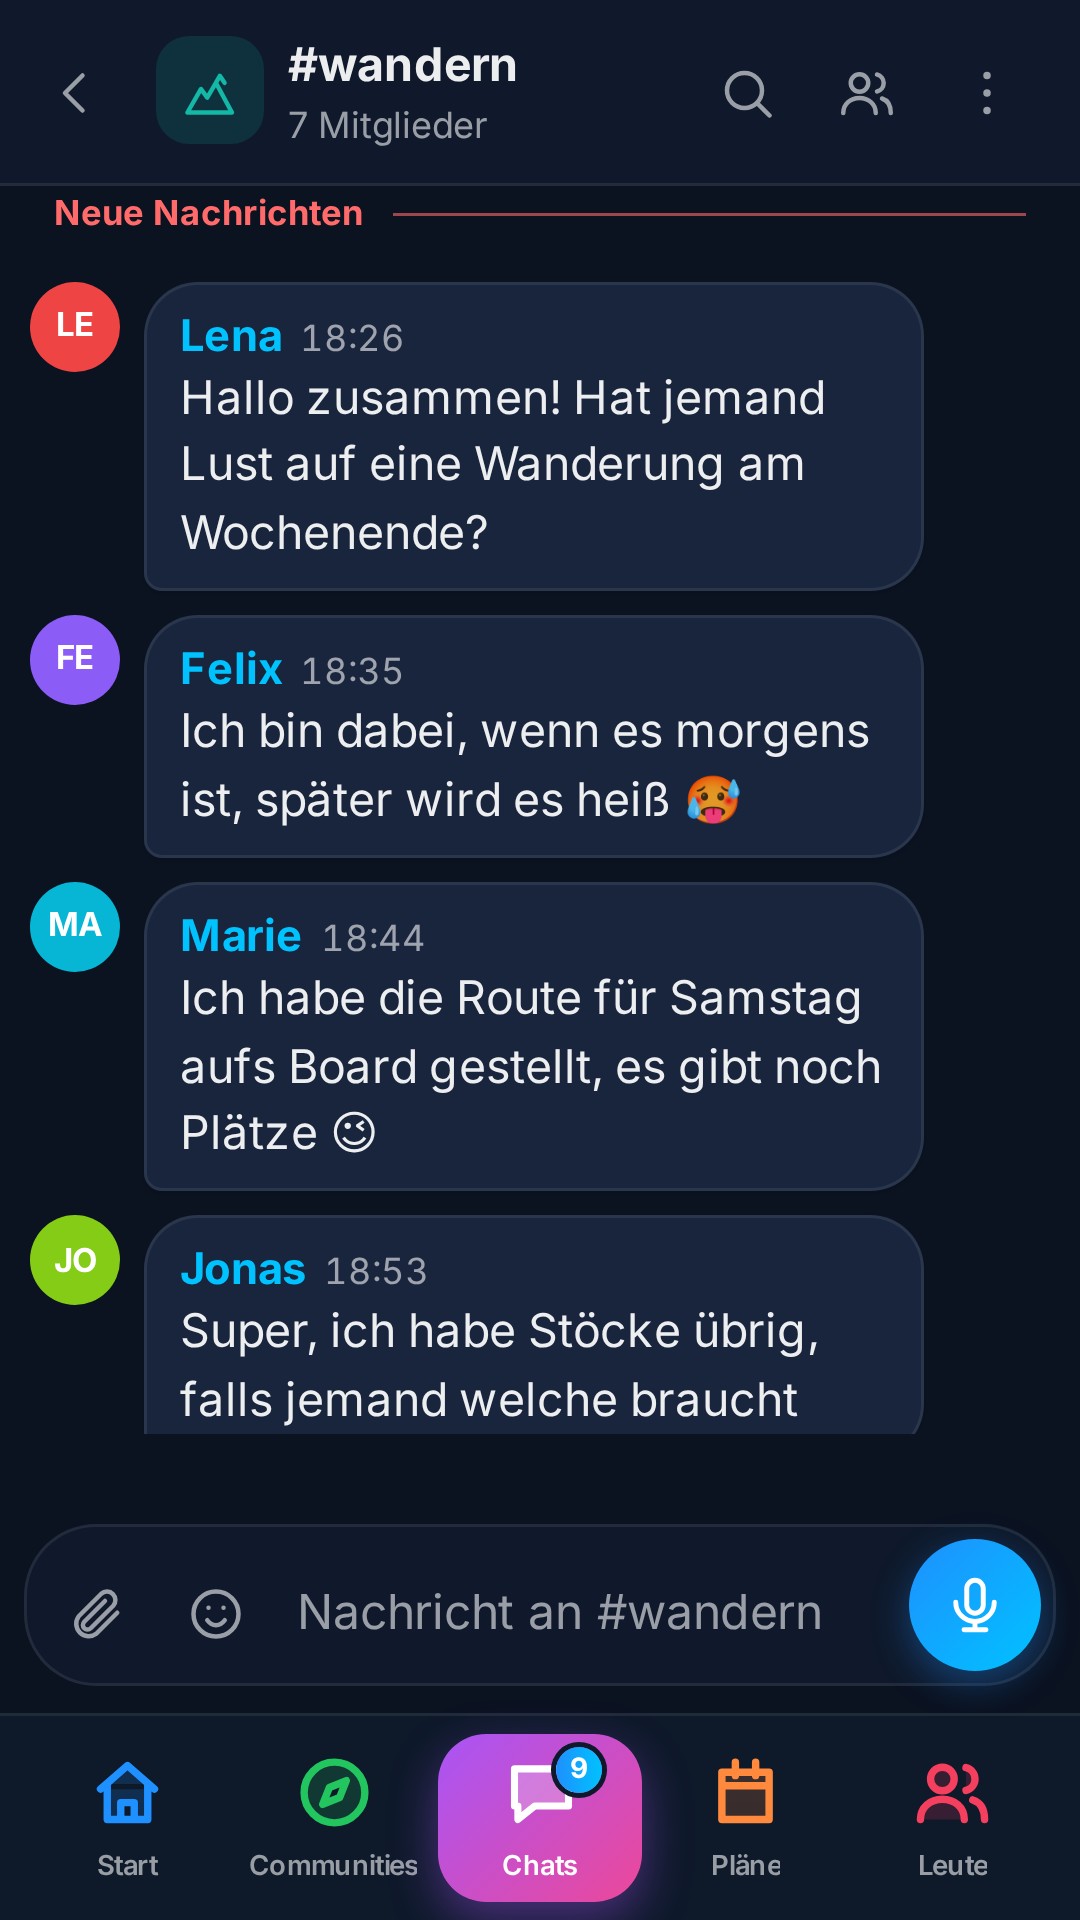 #wandern
7 Mitglieder
Neue Nachrichten
LE
Lena 18:26
Hallo zusammen! Hat jemand
Lust auf eine Wanderung am
Wochenende?
FE
Felix 18:35
Ich bin dabei, wenn es morgens
ist, später wird es heiß 🥵
MA
Marie 18:44
Ich habe die Route für Samstag
aufs Board gestellt, es gibt noch
Plätze 😉
JO
Jonas 18:53
Super, ich habe Stöcke übrig,
falls jemand welche braucht
Nachricht an #wandern
9
Start Communities Chats Pläne Leute